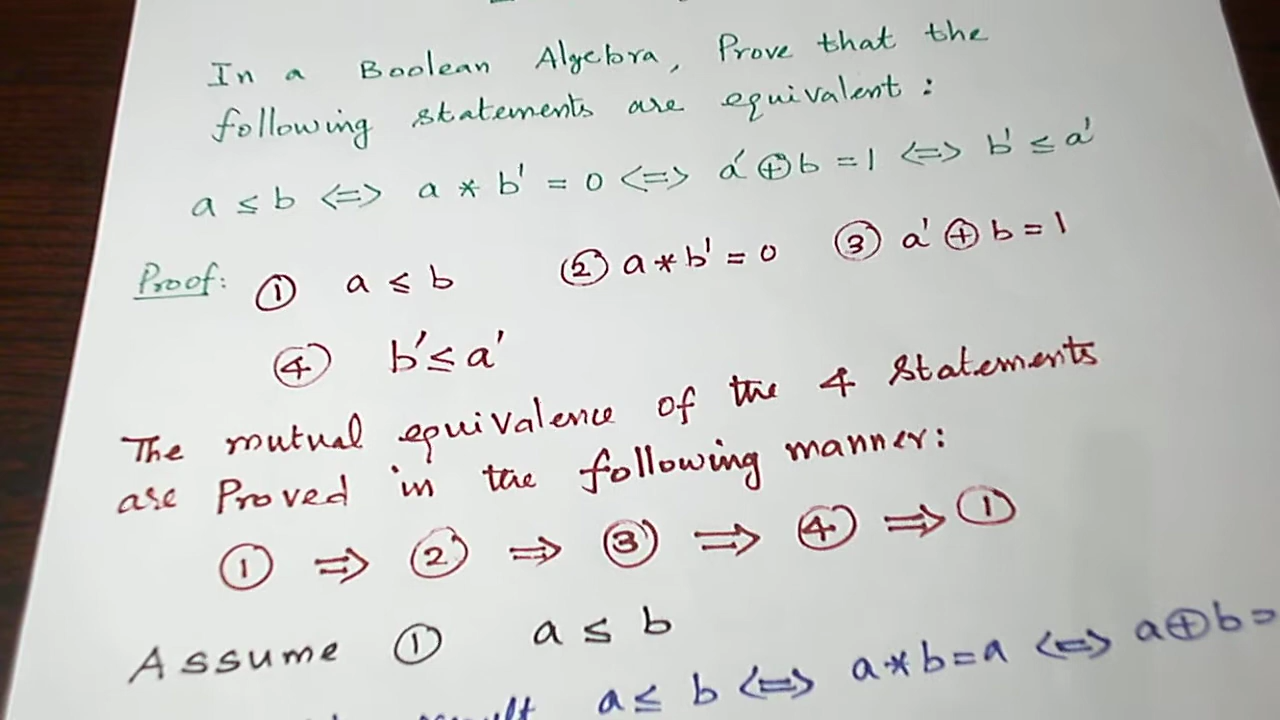 In a Boolean Algebra, Prove that the
following statements are equivalent:
a ≤ b <=> a * b' = 0 <=> a' ⊕ b = 1 <=> b' ≤ a'
Proof: ① a ≤ b ② a * b' = 0 ③ a' ⊕ b = 1
④ b' ≤ a'
The mutual equivalence of the 4 statements
are Proved in the following manner:
① => ② => ③ => ④ => ①
Assume ① a ≤ b
result a ≤ b <=> a * b = a <=> a ⊕ b =